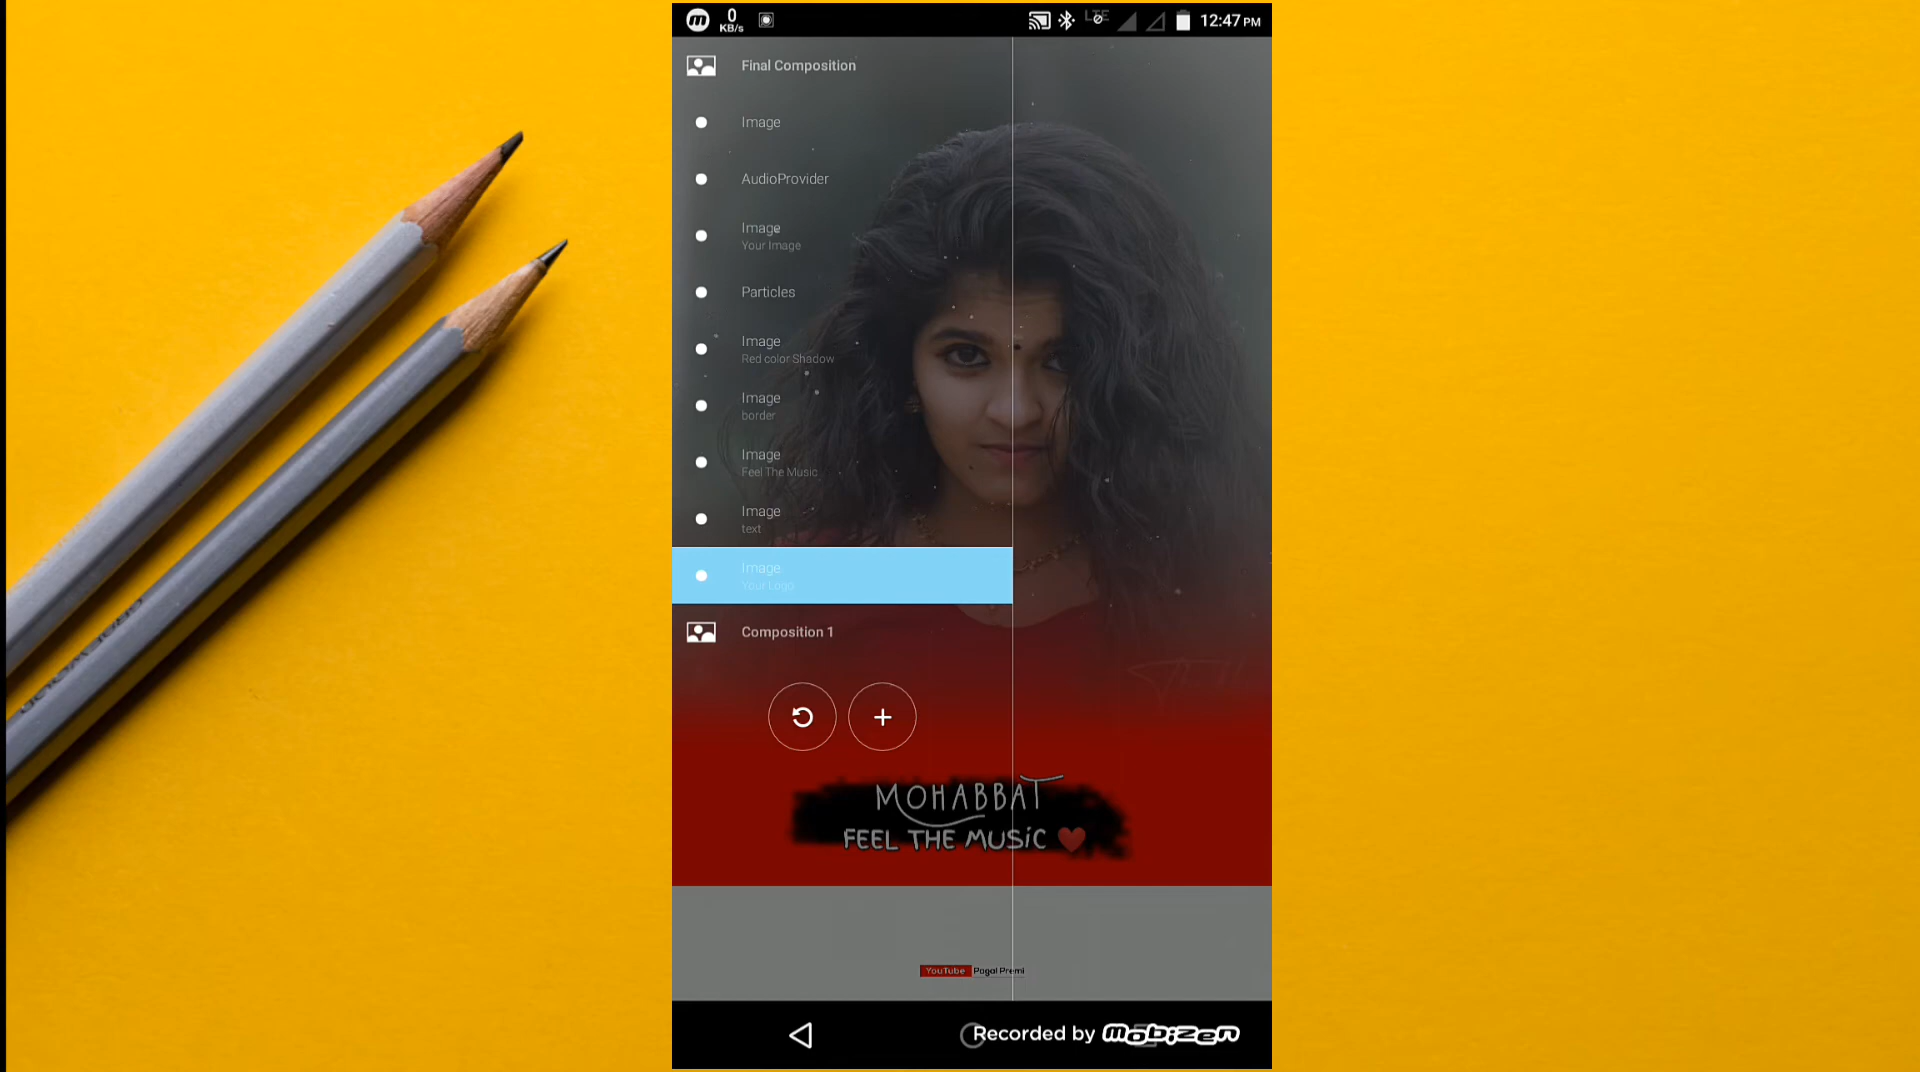 0
KB/s
LTE
12:47 PM
Final Composition
Image
AudioProvider
Image
Your Image
Particles
Image
Red color Shadow
Image
border
Image
Feel The Music
Image
text
Image
Your Logo
Composition 1
MOHABBAT
FEEL THE MUSiC ❤
YouTube Pagal Premi
Recorded by mobizen